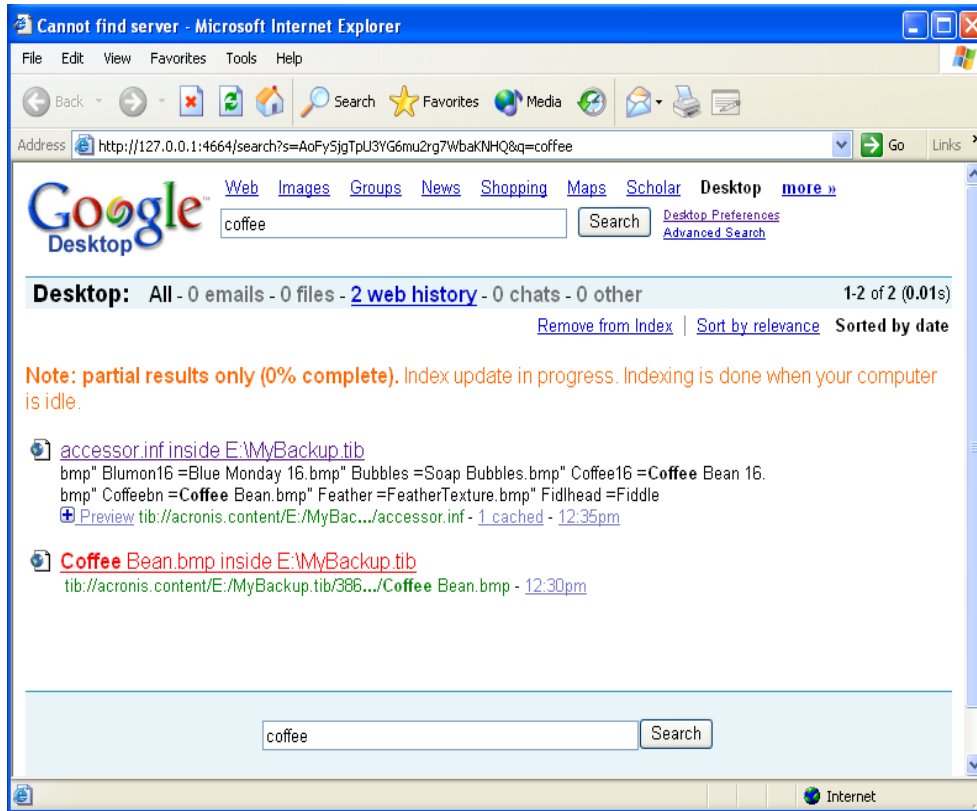 Cannot find server - Microsoft Internet Explorer
File Edit View Favorites Tools Help
Back Search Favorites Media
Address http://127.0.0.1:4664/search?s=AoFy5jgTpU3YG6mu2rg7WbaKNHQ&q=coffee Go Links
Web Images Groups News Shopping Maps Scholar Desktop more »
Google™
Desktop
coffee Search Desktop Preferences
Advanced Search
Desktop: All - 0 emails - 0 files - 2 web history - 0 chats - 0 other 1-2 of 2 (0.01s)
Remove from Index | Sort by relevance Sorted by date
Note: partial results only (0% complete). Index update in progress. Indexing is done when your computer
is idle.
accessor.inf inside E:\MyBackup.tib
bmp" Blumon16 =Blue Monday 16.bmp" Bubbles =Soap Bubbles.bmp" Coffee16 =Coffee Bean 16.
bmp" Coffeebn =Coffee Bean.bmp" Feather =FeatherTexture.bmp" Fidlhead =Fiddle
Preview tib://acronis.content/E:/MyBac.../accessor.inf - 1 cached - 12:35pm
Coffee Bean.bmp inside E:\MyBackup.tib
tib://acronis.content/E:/MyBackup.tib/386.../Coffee Bean.bmp - 12:30pm
coffee Search
Internet